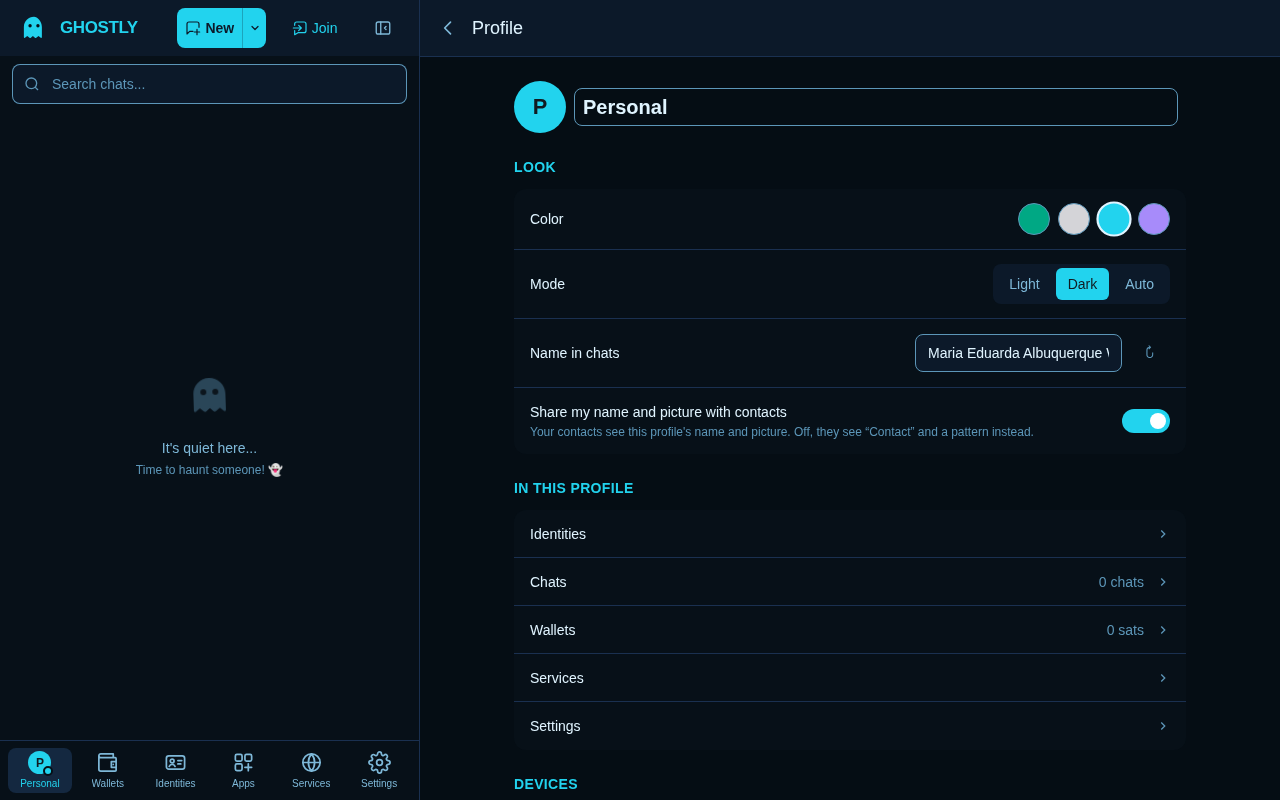 GHOSTLY
New
Join
Search chats...
It's quiet here...
Time to haunt someone! 👻
P
Personal
Wallets
Identities
Apps
Services
Settings
Profile
P
Personal
LOOK
Color
Mode
Light
Dark
Auto
Name in chats
Maria Eduarda Albuquerque
Share my name and picture with contacts
Your contacts see this profile's name and picture. Off, they see “Contact” and a pattern instead.
IN THIS PROFILE
Identities
Chats
0 chats
Wallets
0 sats
Services
Settings
DEVICES